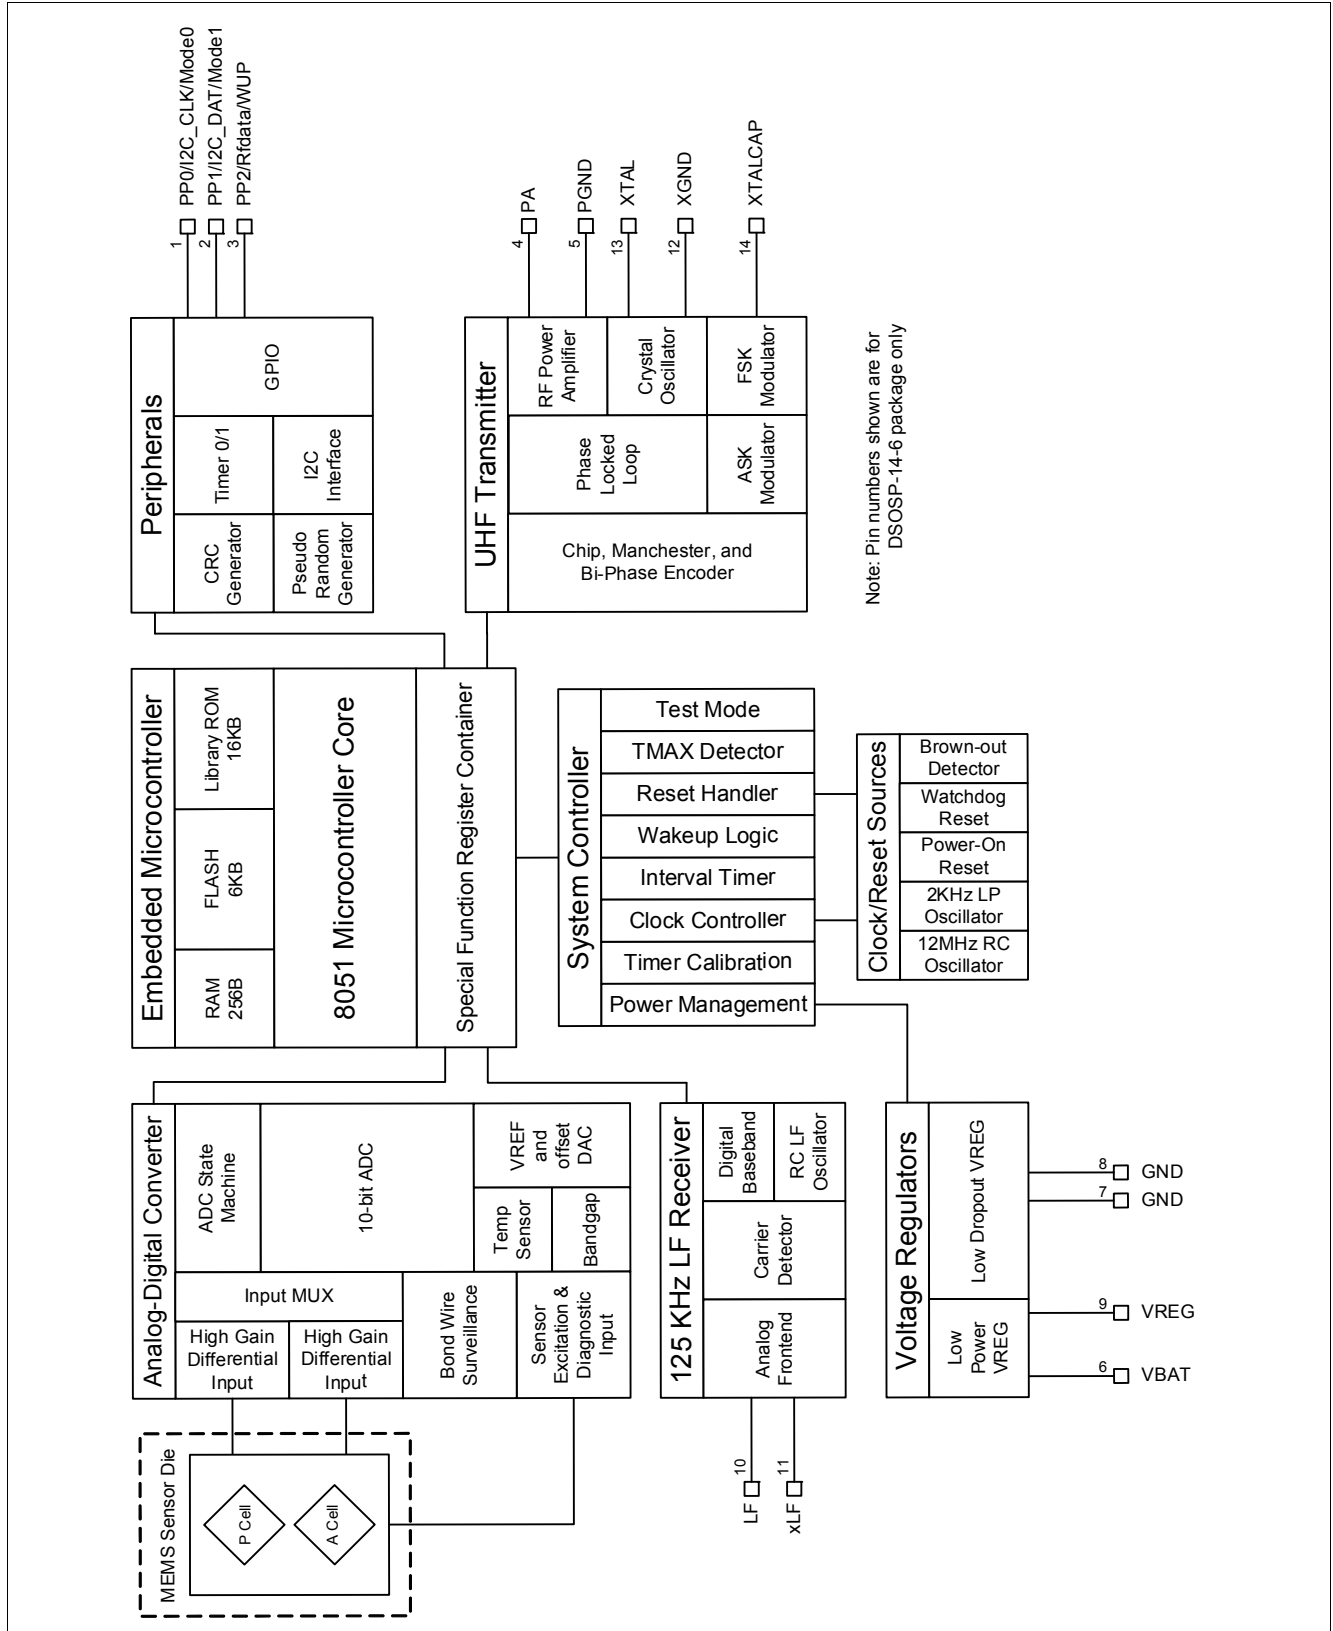 1
PP0/I2C_CLK/Mode0
2
PP1/I2C_DAT/Mode1
3
PP2/Rfdata/WUP
4
PA
5
PGND
13
XTAL
12
XGND
14
XTALCAP
Peripherals
CRC
Generator
Timer 0/1
GPIO
Pseudo
Random
Generator
I2C
Interface
UHF Transmitter
RF Power
Amplifier
Crystal
Oscillator
FSK
Modulator
Phase
Locked
Loop
ASK
Modulator
Chip, Manchester, and
Bi-Phase Encoder
Note: Pin numbers shown are for
DSOSP-14-6 package only
Embedded Microcontroller
RAM
256B
FLASH
6KB
Library ROM
16KB
8051 Microcontroller Core
Special Function Register Container
System Controller
Test Mode
TMAX Detector
Reset Handler
Wakeup Logic
Interval Timer
Clock Controller
Timer Calibration
Power Management
Clock/Reset Sources
Brown-out
Detector
Watchdog
Reset
Power-On
Reset
2KHz LP
Oscillator
12MHz RC
Oscillator
Analog-Digital Converter
ADC State
Machine
10-bit ADC
VREF
and
offset
DAC
Temp
Sensor
Bandgap
Input MUX
High Gain
Differential
Input
High Gain
Differential
Input
Bond Wire
Surveillance
Sensor
Excitation &
Diagnostic
Input
125 KHz LF Receiver
Digital
Baseband
RC LF
Oscillator
Carrier
Detector
Analog
Frontend
Voltage Regulators
Low Dropout VREG
Low
Power
VREG
8
GND
7
GND
9
VREG
6
VBAT
MEMS Sensor Die
P Cell
A Cell
10
LF
11
xLF